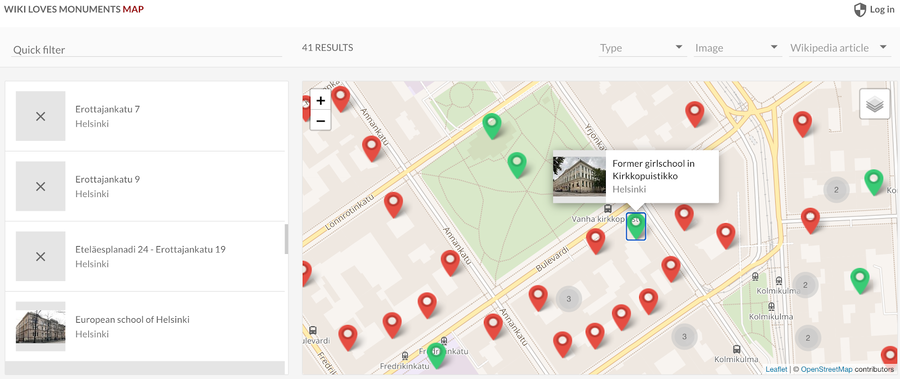 WIKI LOVES MONUMENTS MAP
Log in
Quick filter
41 RESULTS
Type
Image
Wikipedia article
Erottajankatu 7
Helsinki
Erottajankatu 9
Helsinki
Eteläesplanadi 24 - Erottajankatu 19
Helsinki
European school of Helsinki
Helsinki
+
−
Annankatu
Yrjönkatu
Former girlschool in
Kirkkopuistikko
Helsinki
2
Lönnrotinkatu
Vanha kirkkop
Annankatu
Bulevardi
Kolmikulma
Kolmikulma
2
3
3
2
Annankatu
Fredrikinkatu
Fredrikinkatu
Kolmikulma
Leaflet | © OpenStreetMap contributors